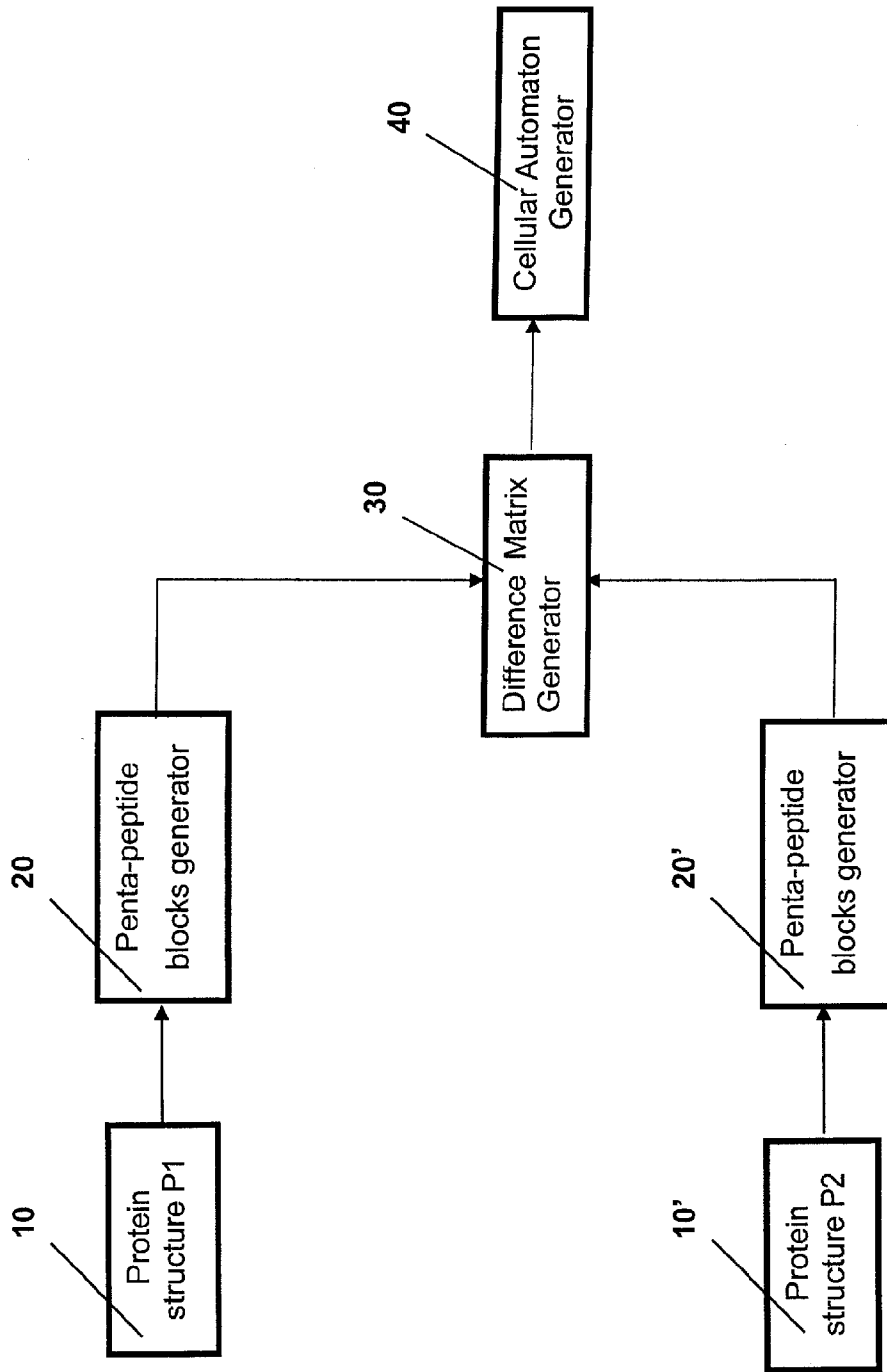 10
Protein
structure P1
20
Penta-peptide
blocks generator
10'
Protein
structure P2
20'
Penta-peptide
blocks generator
30
Difference Matrix
Generator
40
Cellular Automaton
Generator